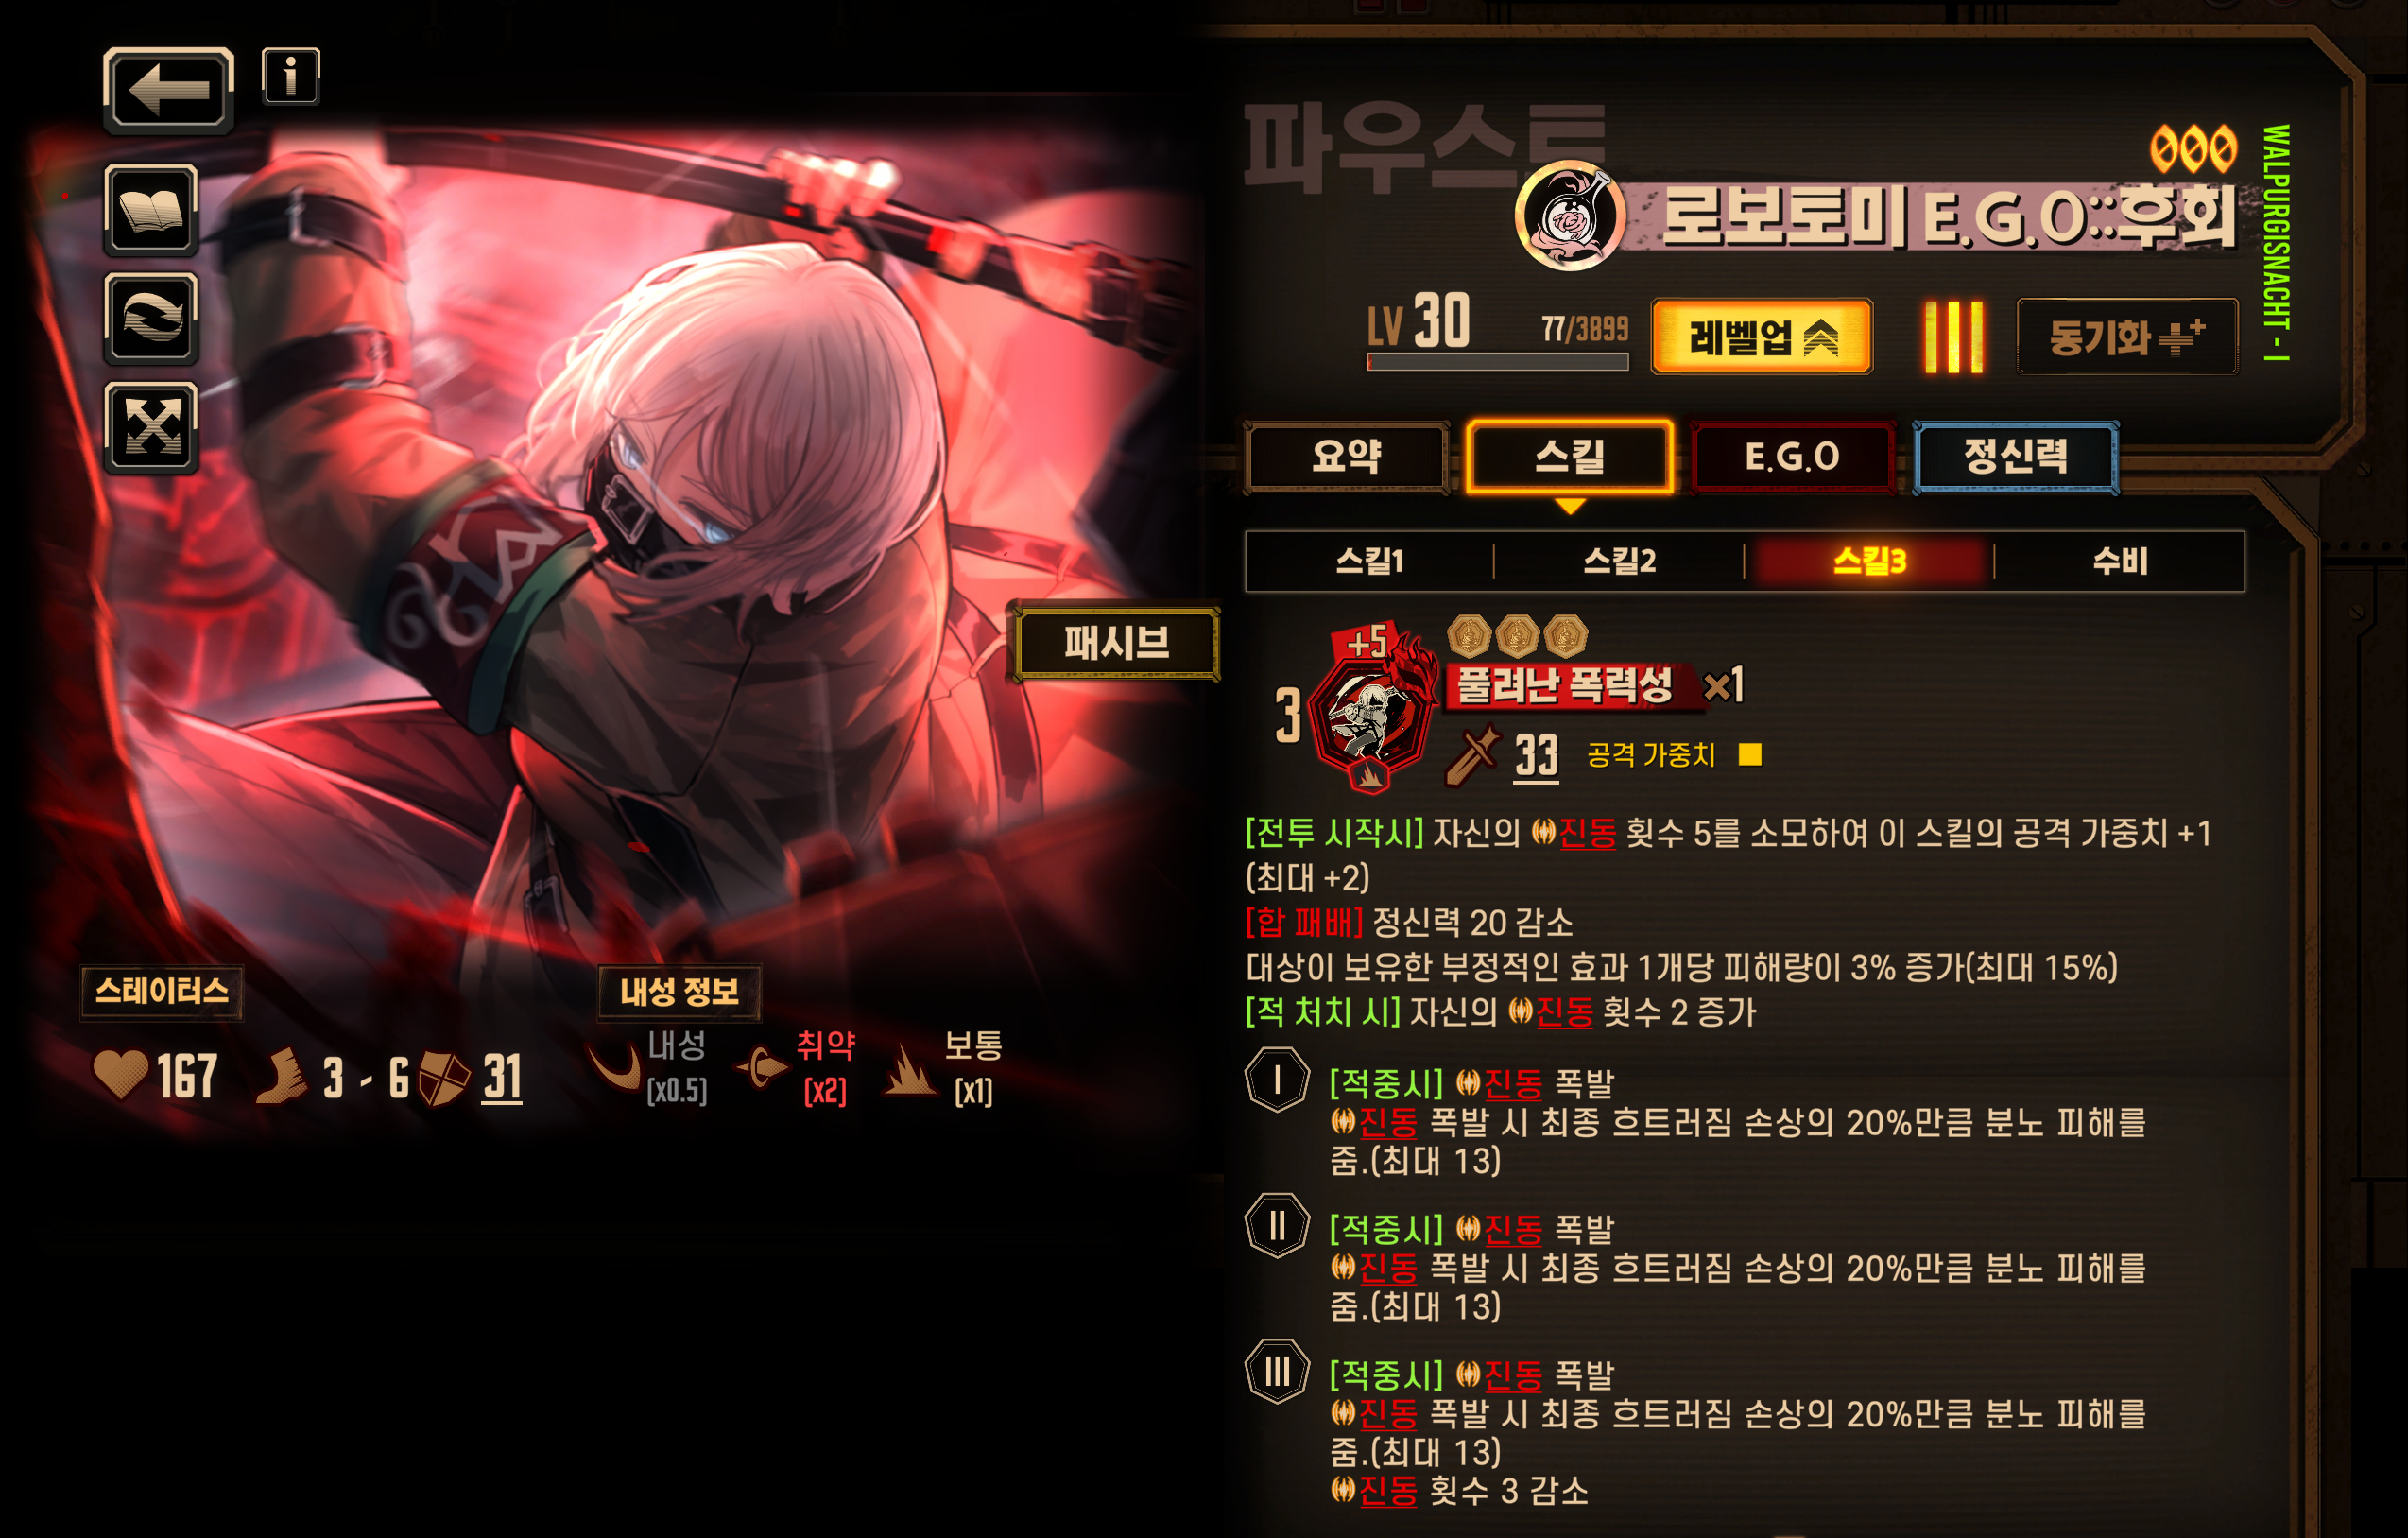 파우스트
로보토미 E.G.O::후회
WALPURGISNACHT - I
LV 30
77/3899
레벨업
동기화
요약
스킬
E.G.O
정신력
스킬1
스킬2
스킬3
수비
패시브
+5
풀려난 폭력성 ×1
3
33
공격 가중치
[전투 시작시] 자신의 진동 횟수 5를 소모하여 이 스킬의 공격 가중치 +1
(최대 +2)
[합 패배] 정신력 20 감소
대상이 보유한 부정적인 효과 1개당 피해량이 3% 증가(최대 15%)
[적 처치 시] 자신의 진동 횟수 2 증가
I
[적중시] 진동 폭발
진동 폭발 시 최종 흐트러짐 손상의 20%만큼 분노 피해를
줌.(최대 13)
II
[적중시] 진동 폭발
진동 폭발 시 최종 흐트러짐 손상의 20%만큼 분노 피해를
줌.(최대 13)
III
[적중시] 진동 폭발
진동 폭발 시 최종 흐트러짐 손상의 20%만큼 분노 피해를
줌.(최대 13)
진동 횟수 3 감소
스테이터스
167
3 - 6
31
내성 정보
내성
(x0.5)
취약
(x2)
보통
(x1)